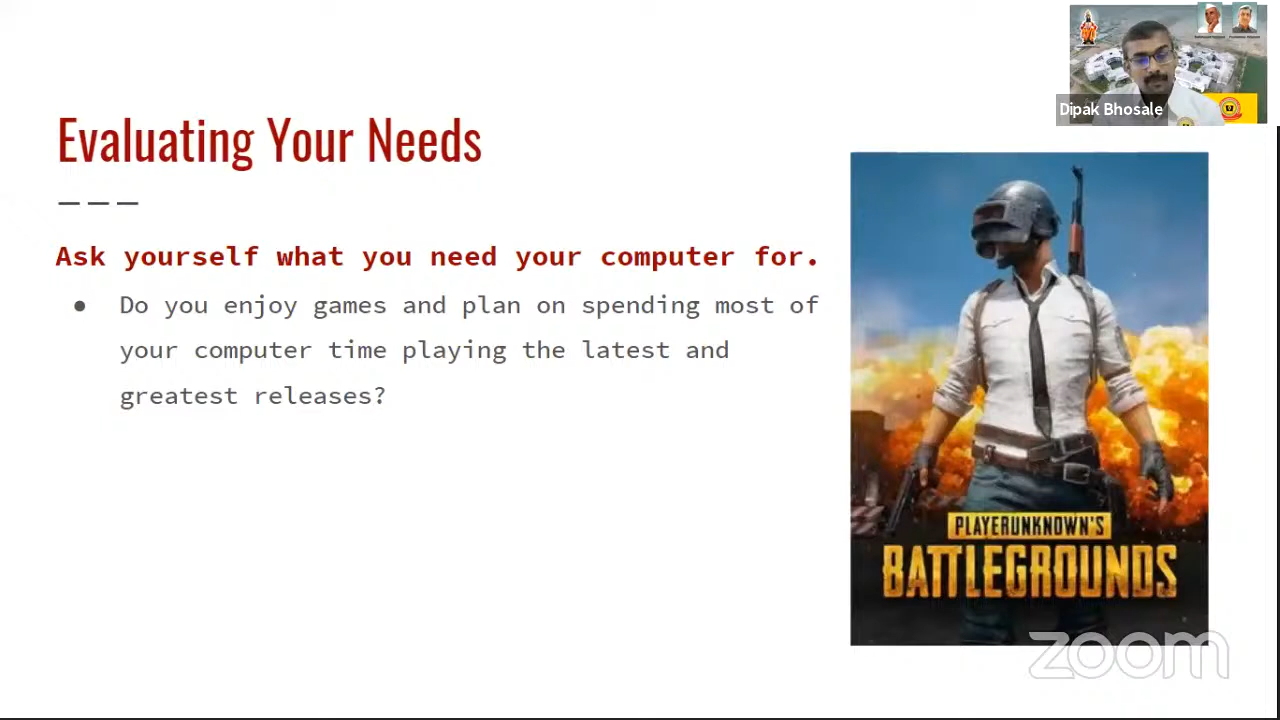 Dipak Bhosale
Evaluating Your Needs
Ask yourself what you need your computer for.
● Do you enjoy games and plan on spending most of
your computer time playing the latest and
greatest releases?
PLAYERUNKNOWN'S
BATTLEGROUNDS
zoom